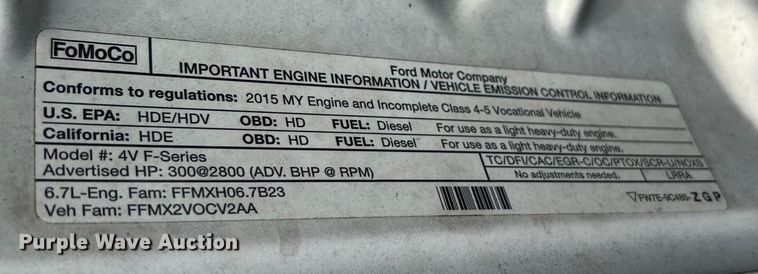 FoMoCo
Ford Motor Company
IMPORTANT ENGINE INFORMATION / VEHICLE EMISSION CONTROL INFORMATION
Conforms to regulations: 2015 MY Engine and Incomplete Class 4-5 Vocational Vehicle
U.S. EPA: HDE/HDV OBD: HD FUEL: Diesel For use as a light heavy-duty engine.
California: HDE OBD: HD FUEL: Diesel For use as a light heavy-duty engine.
Model #: 4V F-Series TC/DFI/CAC/EGR-C/OC/PTOX/SCR-U/NOXS
Advertised HP: 300@2800 (ADV. BHP @ RPM) No adjustments needed. LRRA
6.7L-Eng. Fam: FFMXH06.7B23
Veh Fam: FFMX2VOCV2AA FW7E-9C485-ZGP
Purple Wave Auction